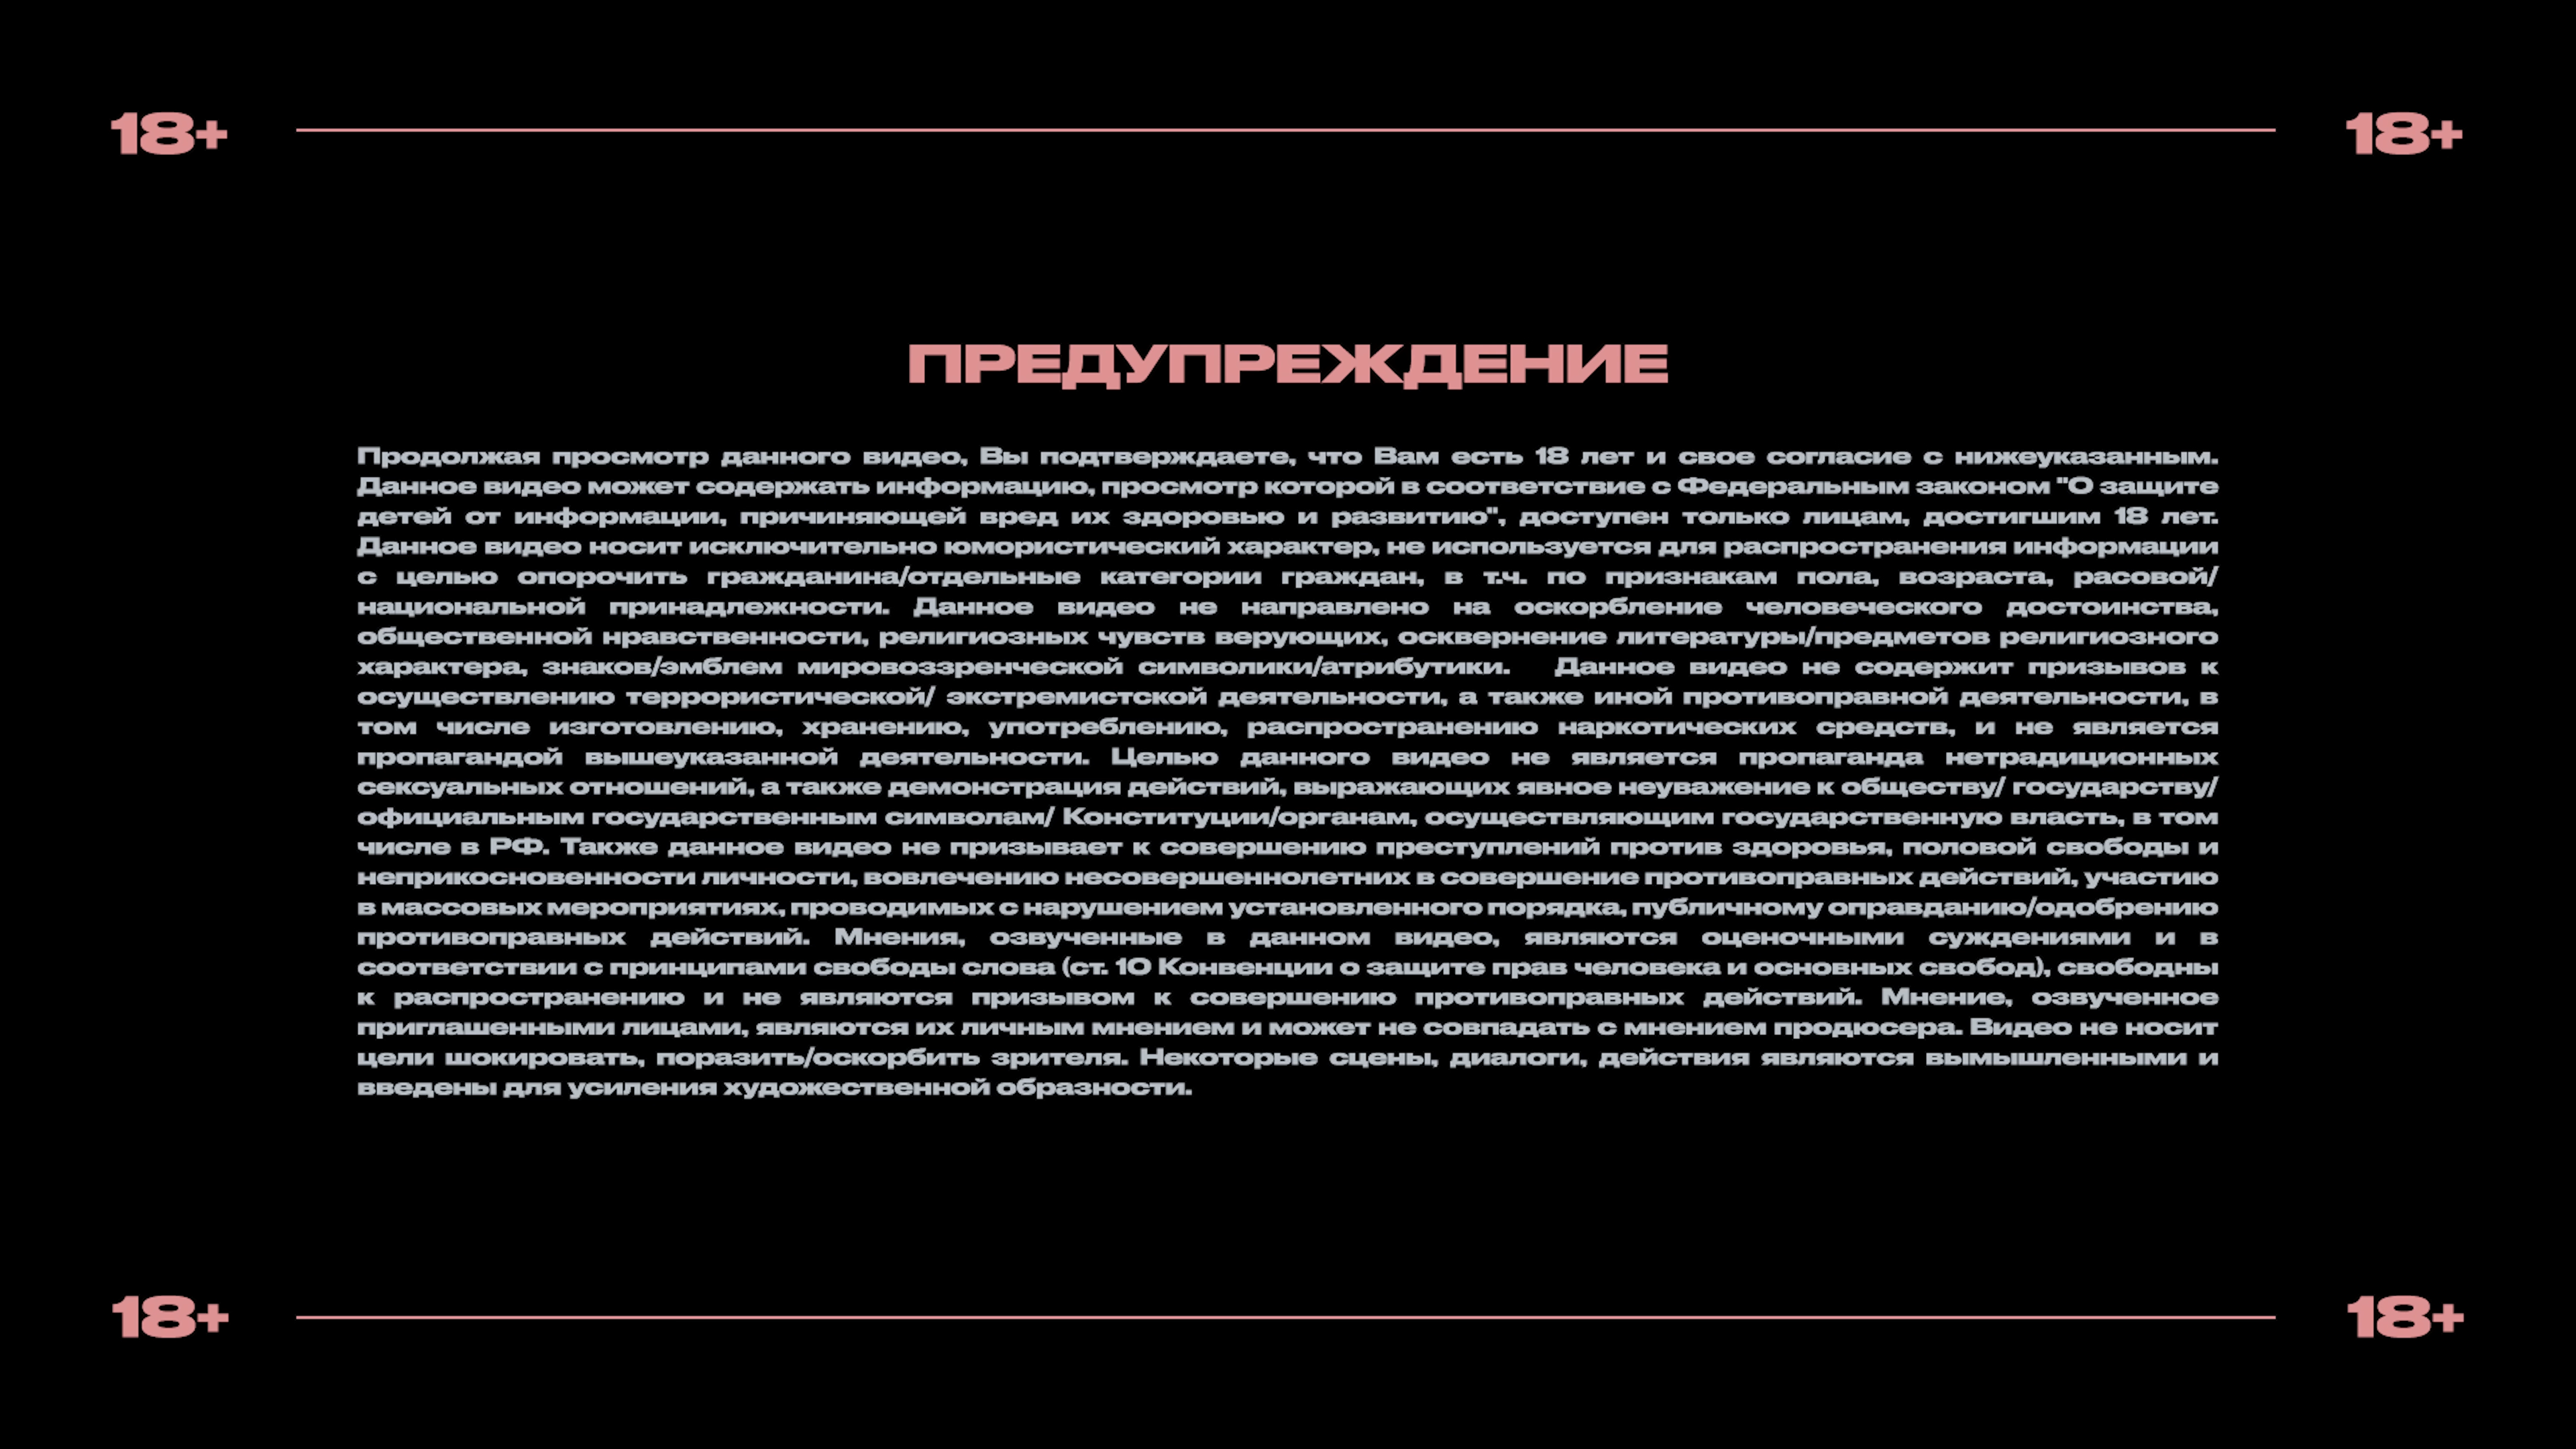 18+ 18+
ПРЕДУПРЕЖДЕНИЕ
Продолжая просмотр данного видео, Вы подтверждаете, что Вам есть 18 лет и свое согласие с нижеуказанным.
Данное видео может содержать информацию, просмотр которой в соответствие с Федеральным законом "О защите
детей от информации, причиняющей вред их здоровью и развитию", доступен только лицам, достигшим 18 лет.
Данное видео носит исключительно юмористический характер, не используется для распространения информации
с целью опорочить гражданина/отдельные категории граждан, в т.ч. по признакам пола, возраста, расовой/
национальной принадлежности. Данное видео не направлено на оскорбление человеческого достоинства,
общественной нравственности, религиозных чувств верующих, осквернение литературы/предметов религиозного
характера, знаков/эмблем мировоззренческой символики/атрибутики. Данное видео не содержит призывов к
осуществлению террористической/ экстремистской деятельности, а также иной противоправной деятельности, в
том числе изготовлению, хранению, употреблению, распространению наркотических средств, и не является
пропагандой вышеуказанной деятельности. Целью данного видео не является пропаганда нетрадиционных
сексуальных отношений, а также демонстрация действий, выражающих явное неуважение к обществу/ государству/
официальным государственным символам/ Конституции/органам, осуществляющим государственную власть, в том
числе в РФ. Также данное видео не призывает к совершению преступлений против здоровья, половой свободы и
неприкосновенности личности, вовлечению несовершеннолетних в совершение противоправных действий, участию
в массовых мероприятиях, проводимых с нарушением установленного порядка, публичному оправданию/одобрению
противоправных действий. Мнения, озвученные в данном видео, являются оценочными суждениями и в
соответствии с принципами свободы слова (ст. 10 Конвенции о защите прав человека и основных свобод), свободны
к распространению и не являются призывом к совершению противоправных действий. Мнение, озвученное
приглашенными лицами, являются их личным мнением и может не совпадать с мнением продюсера. Видео не носит
цели шокировать, поразить/оскорбить зрителя. Некоторые сцены, диалоги, действия являются вымышленными и
введены для усиления художественной образности.
18+ 18+